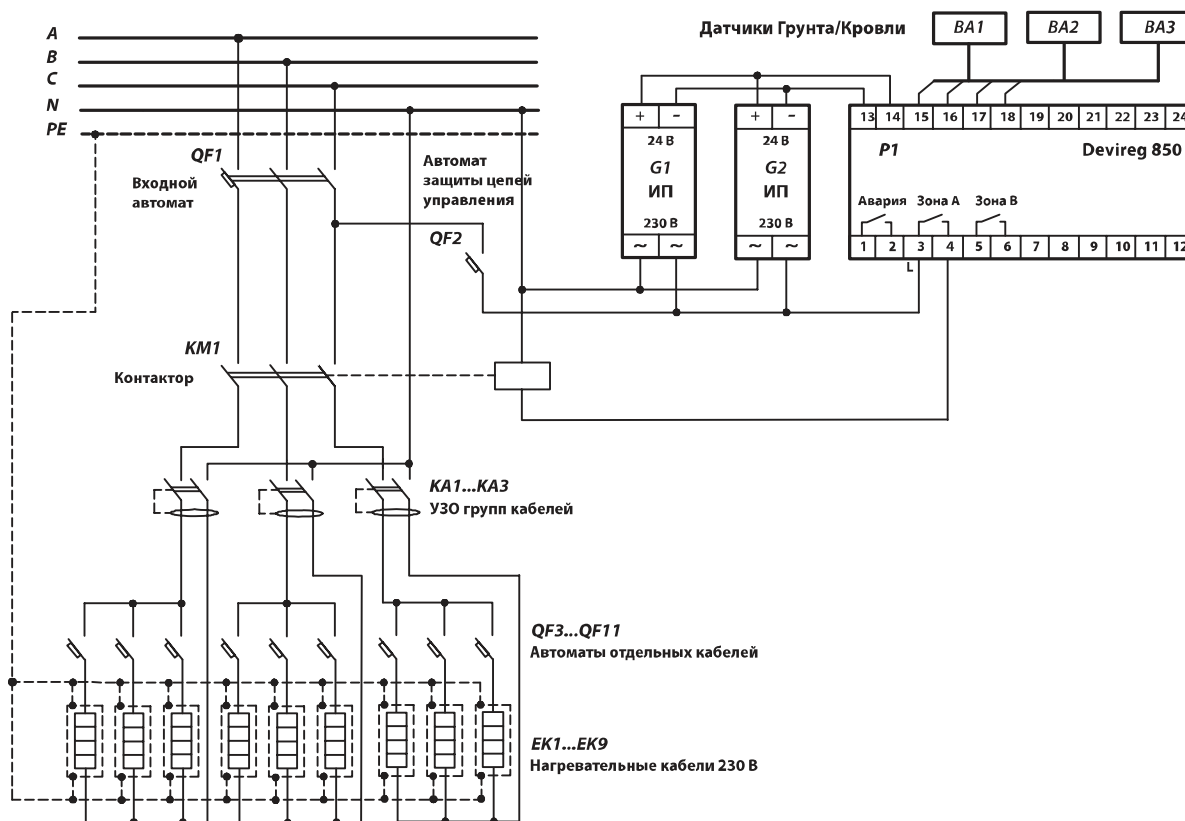 A
B
C
N
PE
QF1
Входной
автомат
Автомат
защиты цепей
управления
QF2
Датчики Грунта/Кровли
BA1
BA2
BA3
+ -
24 В
G1
ИП
230 В
~ ~
+ -
24 В
G2
ИП
230 В
~ ~
13 14 15 16 17 18 19 20 21 22 23 24
P1
Devireg 850
Авария Зона А Зона В
1 2 3 4 5 6 7 8 9 10 11 12
L
KM1
Контактор
KA1...KA3
УЗО групп кабелей
QF3...QF11
Автоматы отдельных кабелей
EK1...EK9
Нагревательные кабели 230 В